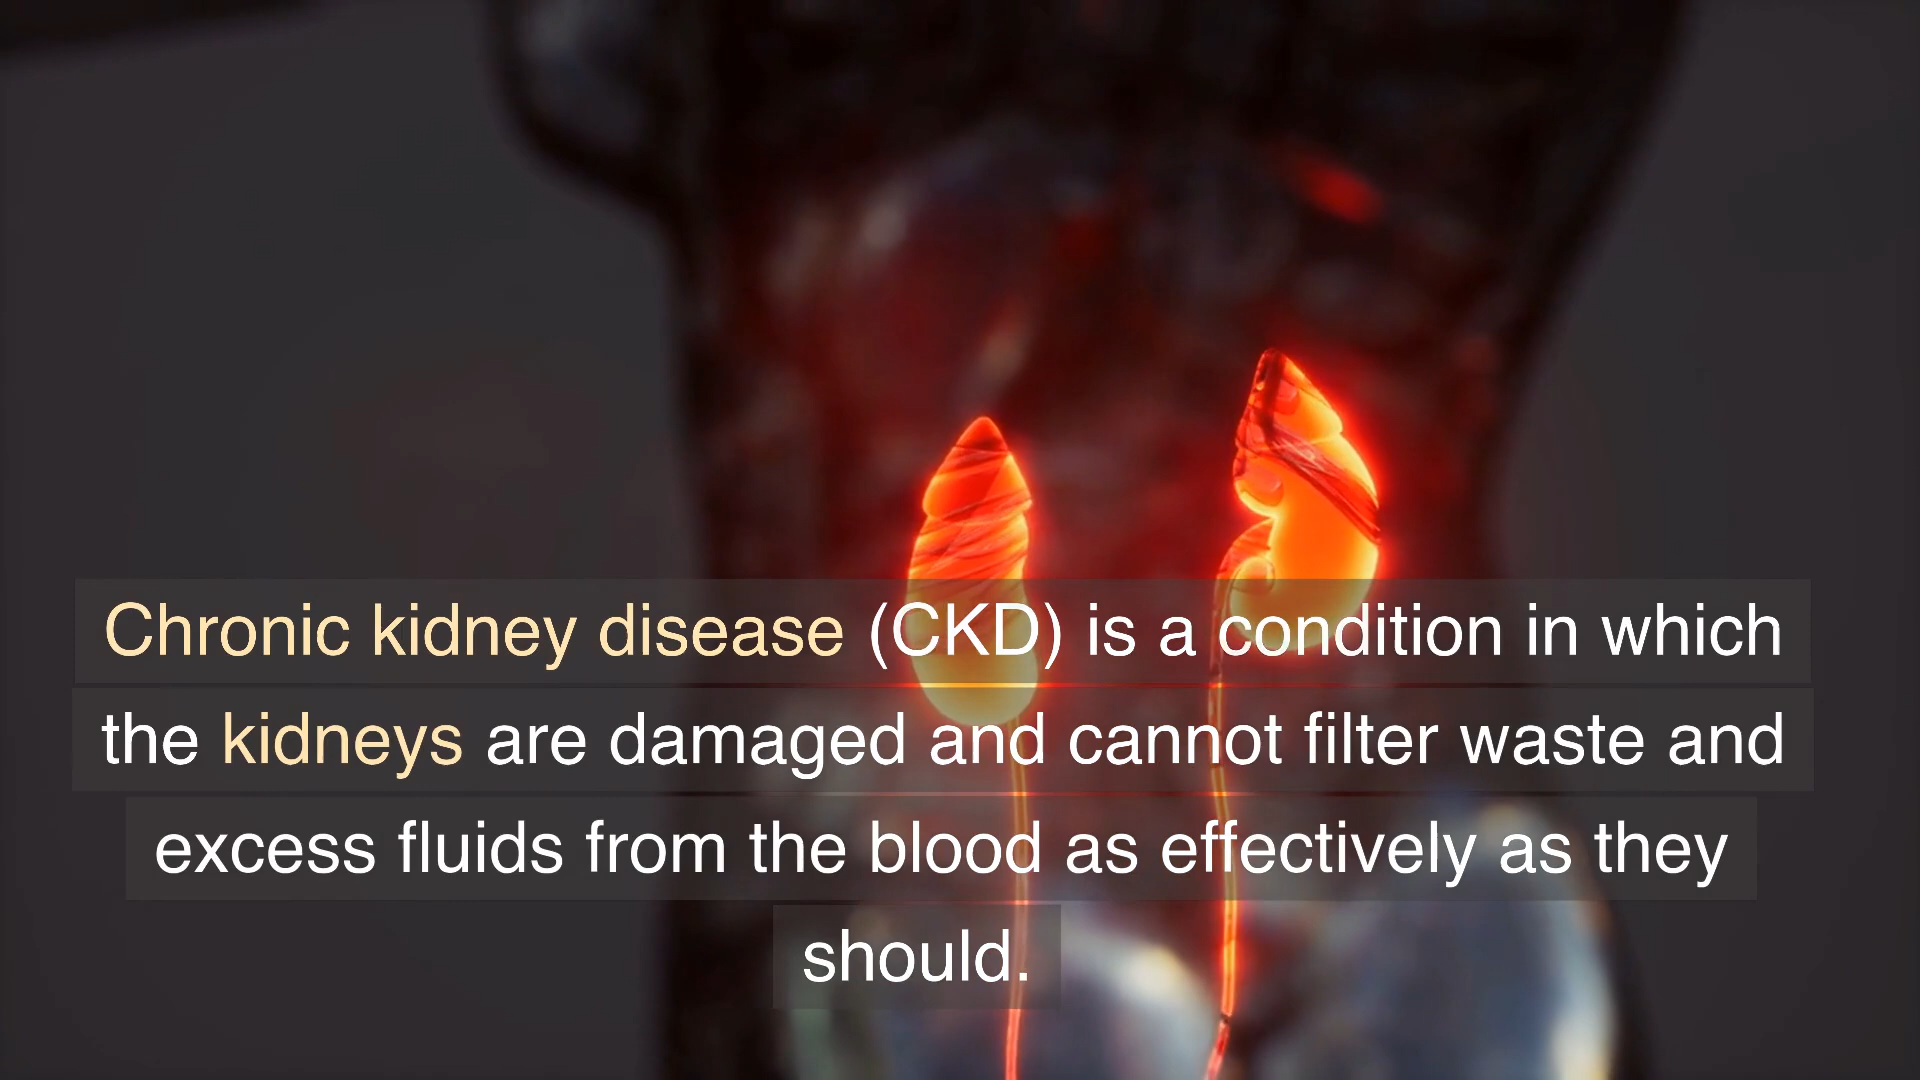 Chronic kidney disease (CKD) is a condition in which
the kidneys are damaged and cannot filter waste and
excess fluids from the blood as effectively as they
should.